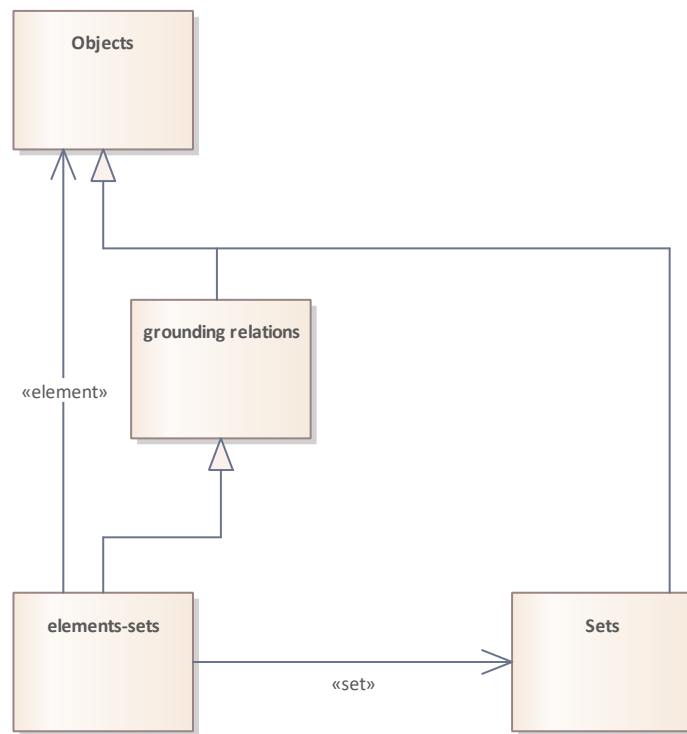 Objects
grounding relations
«element»
elements-sets
Sets
«set»